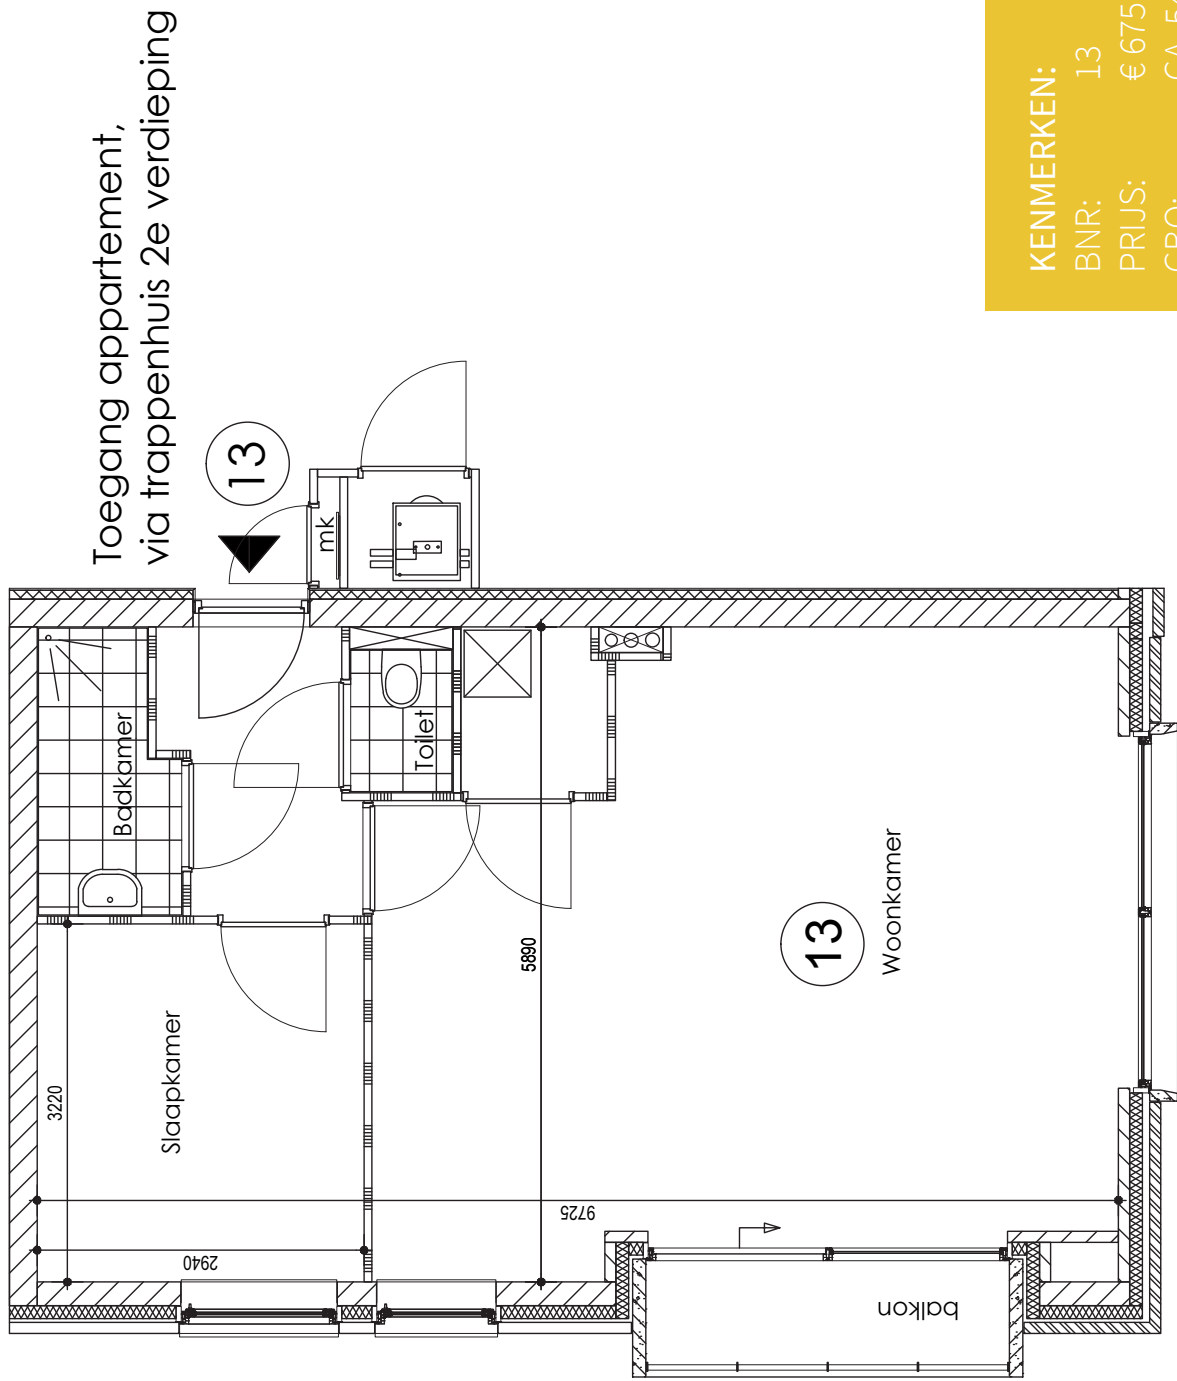 Toegang appartement,
via trappenhuis 2e verdieping
13
mk
Badkamer
Toilet
Slaapkamer
3220
2940
5890
9725
13
Woonkamer
balkon
KENMERKEN:
BNR: 13
PRIJS: € 675